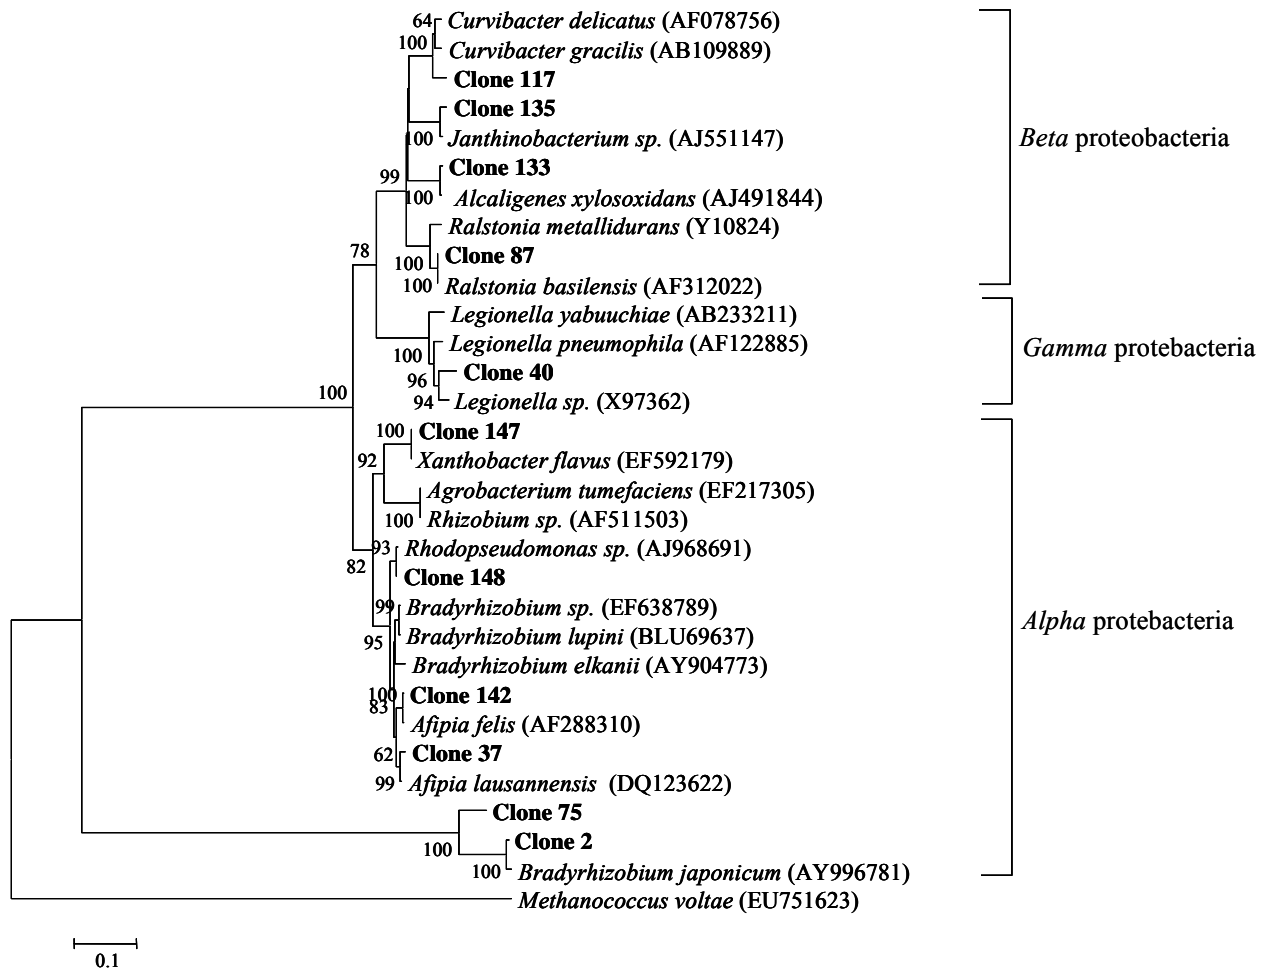 64
Curvibacter delicatus (AF078756)
100
Curvibacter gracilis (AB109889)
Clone 117
Clone 135
100
Janthinobacterium sp. (AJ551147)
Beta proteobacteria
Clone 133
99
100
Alcaligenes xylosoxidans (AJ491844)
Ralstonia metallidurans (Y10824)
78
Clone 87
100
100
Ralstonia basilensis (AF312022)
Legionella yabuuchiae (AB233211)
Legionella pneumophila (AF122885)
100
Gamma protebacteria
Clone 40
96
94
Legionella sp. (X97362)
100
100
Clone 147
92
Xanthobacter flavus (EF592179)
Agrobacterium tumefaciens (EF217305)
100
Rhizobium sp. (AF511503)
93
Rhodopseudomonas sp. (AJ968691)
82
Clone 148
99
Bradyrhizobium sp. (EF638789)
Alpha protebacteria
95
Bradyrhizobium lupini (BLU69637)
Bradyrhizobium elkanii (AY904773)
100
Clone 142
83
Afipia felis (AF288310)
62
Clone 37
99
Afipia lausannensis (DQ123622)
Clone 75
Clone 2
100
100
Bradyrhizobium japonicum (AY996781)
Methanococcus voltae (EU751623)
0.1